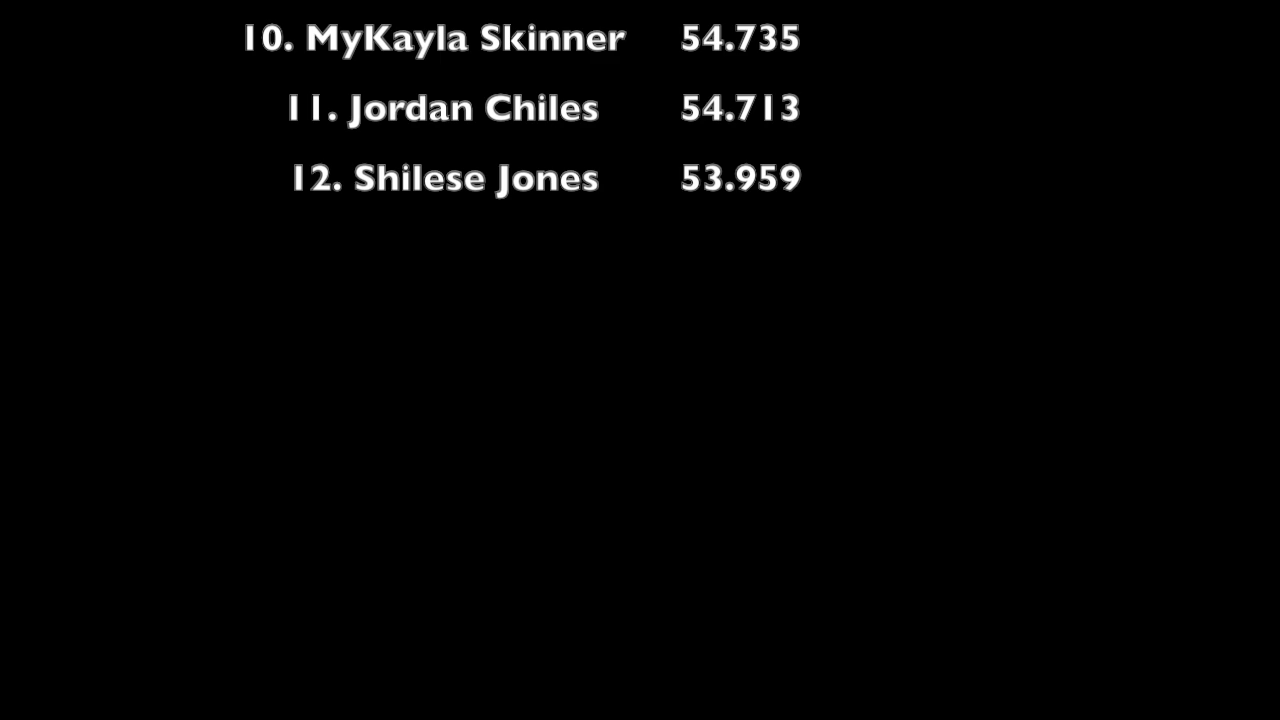 10. MyKayla Skinner 54.735
11. Jordan Chiles 54.713
12. Shilese Jones 53.959